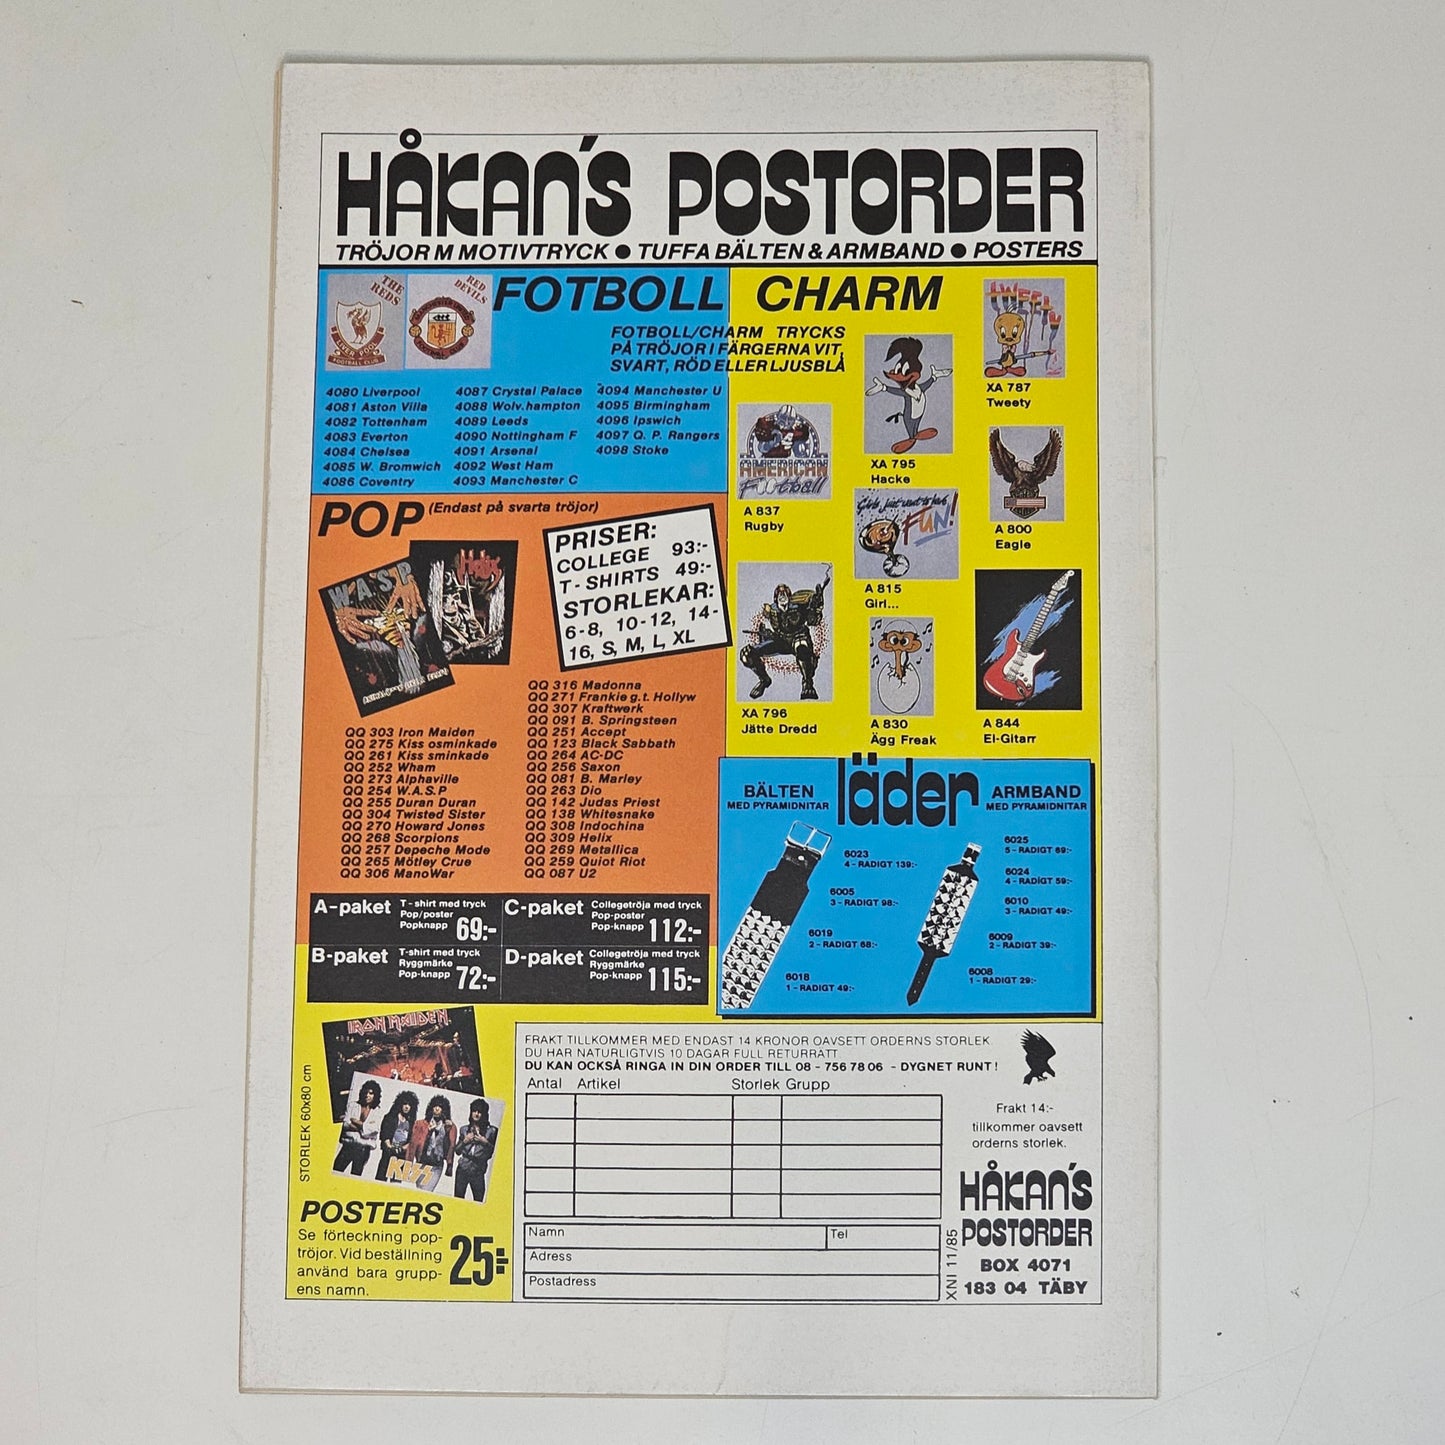 HÅKAN'S POSTORDER
TRÖJOR M MOTIVTRYCK ● TUFFA BÄLTEN & ARMBAND ● POSTERS
THE REDS
LIVERPOOL
FOOTBALL CLUB
RED DEVILS
MANCHESTER UNITED
FOOTBALL CLUB
FOTBOLL
CHARM
FOTBOLL/CHARM TRYCKS
PÅ TRÖJOR I FÄRGERNA VIT,
SVART, RÖD ELLER LJUSBLÅ
4080 Liverpool
4081 Aston Villa
4082 Tottenham
4083 Everton
4084 Chelsea
4085 W. Bromwich
4086 Coventry
4087 Crystal Palace
4088 Wolv.hampton
4089 Leeds
4090 Nottingham F
4091 Arsenal
4092 West Ham
4093 Manchester C
4094 Manchester U
4095 Birmingham
4096 Ipswich
4097 Q. P. Rangers
4098 Stoke
TWEETY
XA 787
Tweety
XA 795
Hacke
AMERICAN
Football
A 837
Rugby
A 800
Eagle
Girls just want to have
FUN!
A 815
Girl...
XA 796
Jätte Dredd
A 830
Ägg Freak
A 844
El-Gitarr
POP (Endast på svarta tröjor)
W.A.S.P.
Helix
PRISER:
COLLEGE 93:-
T-SHIRTS 49:-
STORLEKAR:
6-8, 10-12, 14-
16, S, M, L, XL
QQ 303 Iron Maiden
QQ 275 Kiss osminkade
QQ 261 Kiss sminkade
QQ 252 Wham
QQ 273 Alphaville
QQ 254 W.A.S.P
QQ 255 Duran Duran
QQ 304 Twisted Sister
QQ 270 Howard Jones
QQ 268 Scorpions
QQ 257 Depeche Mode
QQ 265 Mötley Crue
QQ 306 ManoWar
QQ 316 Madonna
QQ 271 Frankie g.t. Hollyw
QQ 307 Kraftwerk
QQ 091 B. Springsteen
QQ 251 Accept
QQ 123 Black Sabbath
QQ 264 AC-DC
QQ 256 Saxon
QQ 081 B. Marley
QQ 263 Dio
QQ 142 Judas Priest
QQ 138 Whitesnake
QQ 308 Indochina
QQ 309 Helix
QQ 269 Metallica
QQ 259 Quiot Riot
QQ 087 U2
läder
BÄLTEN
MED PYRAMIDNITAR
ARMBAND
MED PYRAMIDNITAR
6023
4 - RADIGT 139:-
6005
3 - RADIGT 98:-
6019
2 - RADIGT 68:-
6018
1 - RADIGT 49:-
6025
5 - RADIGT 69:-
6024
4 - RADIGT 59:-
6010
3 - RADIGT 49:-
6009
2 - RADIGT 39:-
6008
1 - RADIGT 29:-
A-paket T-shirt med tryck
Pop/poster
Popknapp 69:-
C-paket Collegetröja med tryck
Pop-poster
Pop-knapp 112:-
B-paket T-shirt med tryck
Ryggmärke
Pop-knapp 72:-
D-paket Collegetröja med tryck
Ryggmärke
Pop-knapp 115:-
IRON MAIDEN
KISS
STORLEK 60x80 cm
POSTERS
Se förteckning pop-
tröjor. Vid beställning
använd bara grupp-
ens namn.
25:-
FRAKT TILLKOMMER MED ENDAST 14 KRONOR OAVSETT ORDERNS STORLEK.
DU HAR NATURLIGTVIS 10 DAGAR FULL RETURRÄTT.
DU KAN OCKSÅ RINGA IN DIN ORDER TILL 08 - 756 78 06 - DYGNET RUNT!
Antal Artikel Storlek Grupp
Namn Tel
Adress
Postadress
XNI 11/85
Frakt 14:-
tillkommer oavsett
orderns storlek.
HÅKAN'S
POSTORDER
BOX 4071
183 04 TÄBY